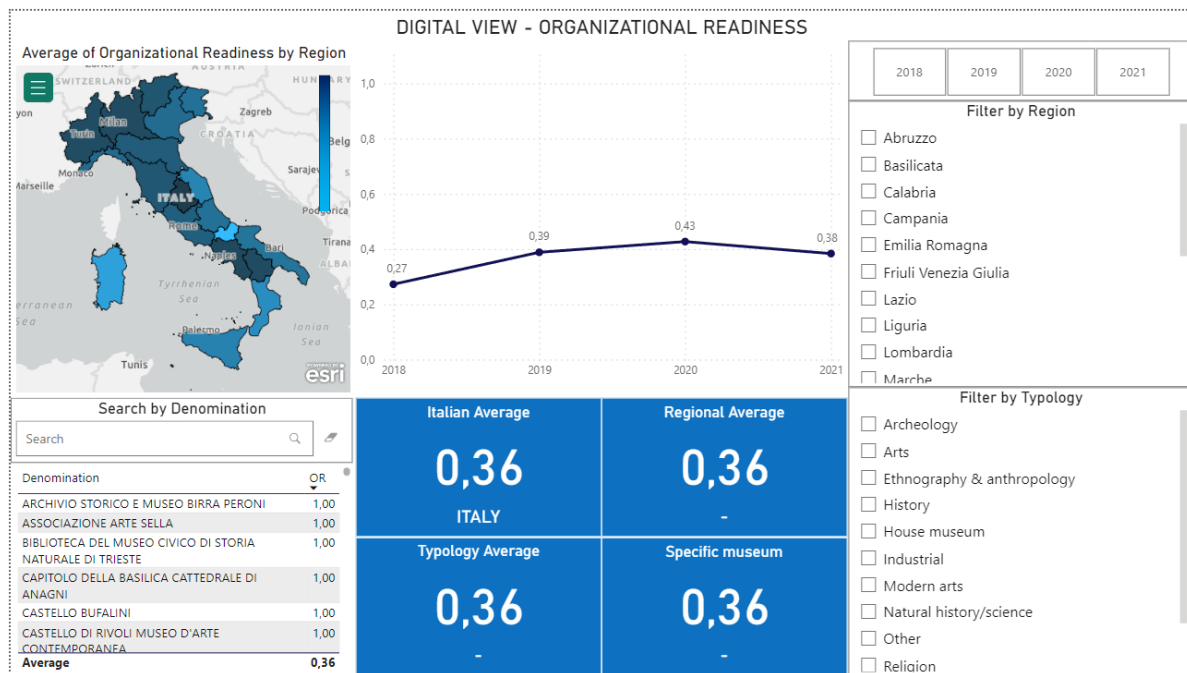 DIGITAL VIEW - ORGANIZATIONAL READINESS
Average of Organizational Readiness by Region
SWITZERLAND
AUSTRIA
HUNGARY
Zagreb
Milan
Turin
CROATIA
Monaco
Marseille
ITALY
Rome
Bari
Tirana
Naples
Tyrrhenian
Sea
Palermo
Ionian
Sea
Tunis
POWERED BY
esri
1,0
0,8
0,6
0,4
0,2
0,0
0,27
0,39
0,43
0,38
2018
2019
2020
2021
2018
2019
2020
2021
Filter by Region
Abruzzo
Basilicata
Calabria
Campania
Emilia Romagna
Friuli Venezia Giulia
Lazio
Liguria
Lombardia
Marche
Search by Denomination
Search
Denomination OR
ARCHIVIO STORICO E MUSEO BIRRA PERONI 1,00
ASSOCIAZIONE ARTE SELLA 1,00
BIBLIOTECA DEL MUSEO CIVICO DI STORIA 1,00
NATURALE DI TRIESTE
CAPITOLO DELLA BASILICA CATTEDRALE DI 1,00
ANAGNI
CASTELLO BUFALINI 1,00
CASTELLO DI RIVOLI MUSEO D'ARTE 1,00
CONTEMPORANEA
Average 0,36
Italian Average
0,36
ITALY
Regional Average
0,36
-
Typology Average
0,36
-
Specific museum
0,36
-
Filter by Typology
Archeology
Arts
Ethnography & anthropology
History
House museum
Industrial
Modern arts
Natural history/science
Other
Religion